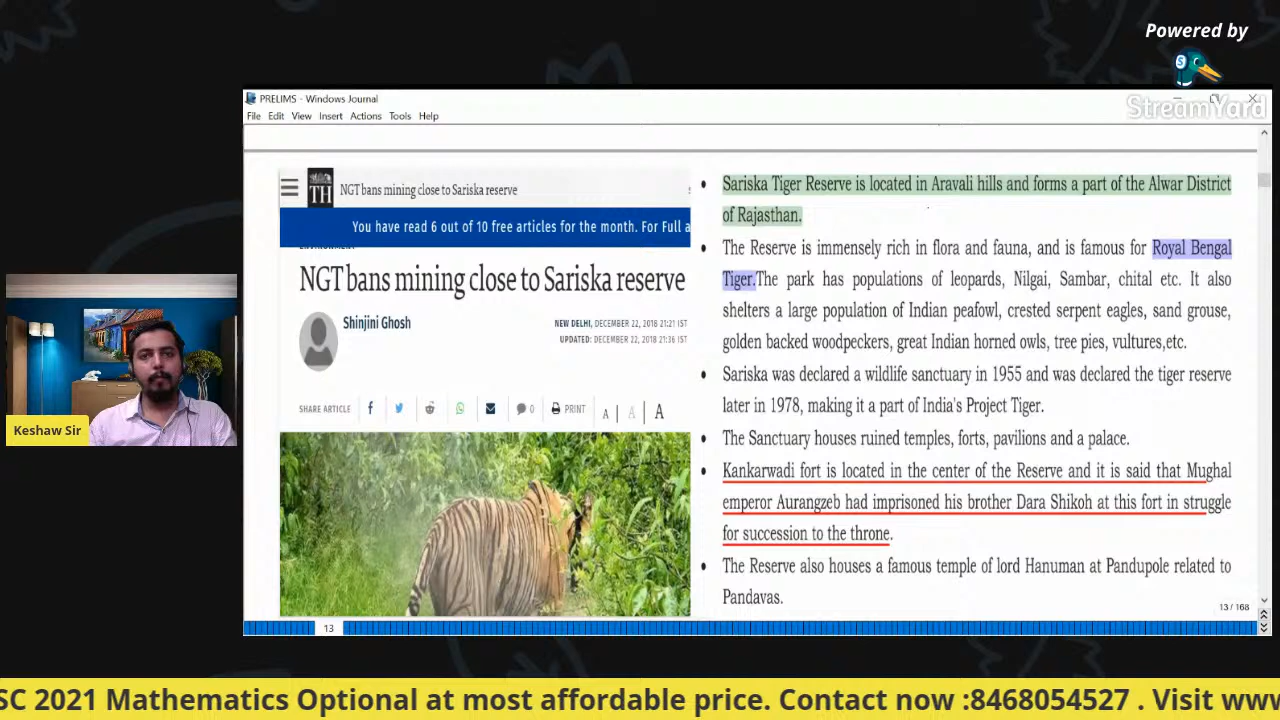 Powered by
StreamYard
PRELIMS - Windows Journal
File Edit View Insert Actions Tools Help
TH NGT bans mining close to Sariska reserve
You have read 6 out of 10 free articles for the month. For Full a
NGT bans mining close to Sariska reserve
Shinjini Ghosh
NEW DELHI, DECEMBER 22, 2018 21:21 IST
UPDATED: DECEMBER 22, 2018 21:36 IST
SHARE ARTICLE 0 PRINT A A A
• Sariska Tiger Reserve is located in Aravali hills and forms a part of the Alwar District
of Rajasthan.
• The Reserve is immensely rich in flora and fauna, and is famous for Royal Bengal
Tiger.The park has populations of leopards, Nilgai, Sambar, chital etc. It also
shelters a large population of Indian peafowl, crested serpent eagles, sand grouse,
golden backed woodpeckers, great Indian horned owls, tree pies, vultures,etc.
• Sariska was declared a wildlife sanctuary in 1955 and was declared the tiger reserve
later in 1978, making it a part of India's Project Tiger.
• The Sanctuary houses ruined temples, forts, pavilions and a palace.
• Kankarwadi fort is located in the center of the Reserve and it is said that Mughal
emperor Aurangzeb had imprisoned his brother Dara Shikoh at this fort in struggle
for succession to the throne.
• The Reserve also houses a famous temple of lord Hanuman at Pandupole related to
Pandavas.
13 / 168
13
Keshaw Sir
SC 2021 Mathematics Optional at most affordable price. Contact now :8468054527 . Visit www